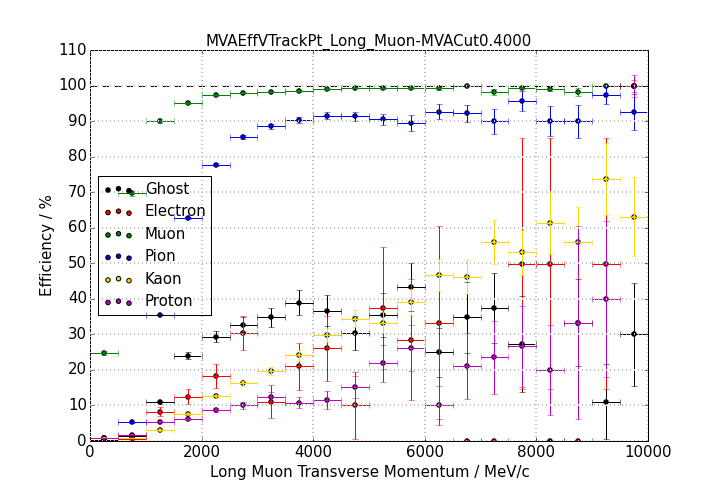 MVAEffVTrackPt_Long_Muon-MVACut0.4000
110
100
90
80
70
60
50
40
30
20
10
0
Efficiency / %
Ghost
Electron
Muon
Pion
Kaon
Proton
0 2000 4000 6000 8000 10000
Long Muon Transverse Momentum / MeV/c